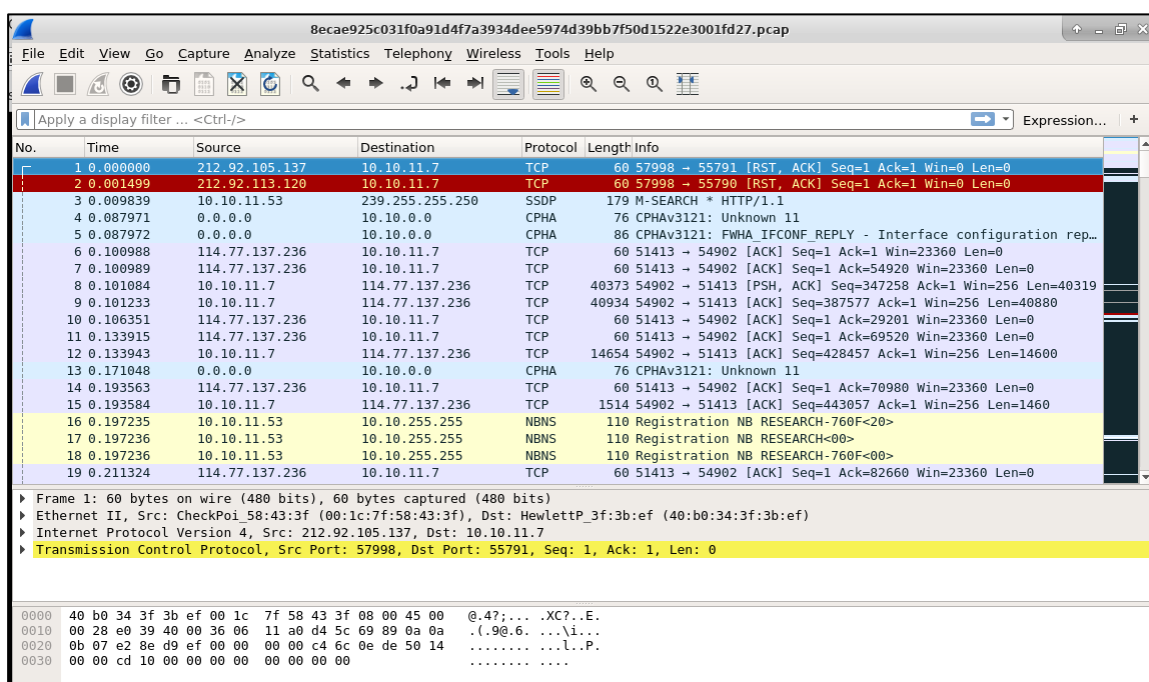 8ecae925c031f0a91d4f7a3934dee5974d39bb7f50d1522e3001fd27.pcap
File Edit View Go Capture Analyze Statistics Telephony Wireless Tools Help
Apply a display filter ... <Ctrl-/> Expression... +
No. Time Source Destination Protocol Length Info
1 0.000000 212.92.105.137 10.10.11.7 TCP 60 57998 → 55791 [RST, ACK] Seq=1 Ack=1 Win=0 Len=0
2 0.001499 212.92.113.120 10.10.11.7 TCP 60 57998 → 55790 [RST, ACK] Seq=1 Ack=1 Win=0 Len=0
3 0.009839 10.10.11.53 239.255.255.250 SSDP 179 M-SEARCH * HTTP/1.1
4 0.087971 0.0.0.0 10.10.0.0 CPHA 76 CPHAv3121: Unknown 11
5 0.087972 0.0.0.0 10.10.0.0 CPHA 86 CPHAv3121: FWHA_IFCONF_REPLY - Interface configuration rep…
6 0.100988 114.77.137.236 10.10.11.7 TCP 60 51413 → 54902 [ACK] Seq=1 Ack=1 Win=23360 Len=0
7 0.100989 114.77.137.236 10.10.11.7 TCP 60 51413 → 54902 [ACK] Seq=1 Ack=54920 Win=23360 Len=0
8 0.101084 10.10.11.7 114.77.137.236 TCP 40373 54902 → 51413 [PSH, ACK] Seq=347258 Ack=1 Win=256 Len=40319
9 0.101233 10.10.11.7 114.77.137.236 TCP 40934 54902 → 51413 [ACK] Seq=387577 Ack=1 Win=256 Len=40880
10 0.106351 114.77.137.236 10.10.11.7 TCP 60 51413 → 54902 [ACK] Seq=1 Ack=29201 Win=23360 Len=0
11 0.133915 114.77.137.236 10.10.11.7 TCP 60 51413 → 54902 [ACK] Seq=1 Ack=69520 Win=23360 Len=0
12 0.133943 10.10.11.7 114.77.137.236 TCP 14654 54902 → 51413 [ACK] Seq=428457 Ack=1 Win=256 Len=14600
13 0.171048 0.0.0.0 10.10.0.0 CPHA 76 CPHAv3121: Unknown 11
14 0.193563 114.77.137.236 10.10.11.7 TCP 60 51413 → 54902 [ACK] Seq=1 Ack=70980 Win=23360 Len=0
15 0.193584 10.10.11.7 114.77.137.236 TCP 1514 54902 → 51413 [ACK] Seq=443057 Ack=1 Win=256 Len=1460
16 0.197235 10.10.11.53 10.10.255.255 NBNS 110 Registration NB RESEARCH-760F<20>
17 0.197236 10.10.11.53 10.10.255.255 NBNS 110 Registration NB RESEARCH<00>
18 0.197236 10.10.11.53 10.10.255.255 NBNS 110 Registration NB RESEARCH-760F<00>
19 0.211324 114.77.137.236 10.10.11.7 TCP 60 51413 → 54902 [ACK] Seq=1 Ack=82660 Win=23360 Len=0
Frame 1: 60 bytes on wire (480 bits), 60 bytes captured (480 bits)
Ethernet II, Src: CheckPoi_58:43:3f (00:1c:7f:58:43:3f), Dst: HewlettP_3f:3b:ef (40:b0:34:3f:3b:ef)
Internet Protocol Version 4, Src: 212.92.105.137, Dst: 10.10.11.7
Transmission Control Protocol, Src Port: 57998, Dst Port: 55791, Seq: 1, Ack: 1, Len: 0
0000 40 b0 34 3f 3b ef 00 1c 7f 58 43 3f 08 00 45 00 @.4?;... .XC?..E.
0010 00 28 e0 39 40 00 36 06 11 a0 d4 5c 69 89 0a 0a .(.9@.6. ...\i...
0020 0b 07 e2 8e d9 ef 00 00 00 00 c4 6c 0e de 50 14 ........ ...l..P.
0030 00 00 cd 10 00 00 00 00 00 00 00 00 ........ ....